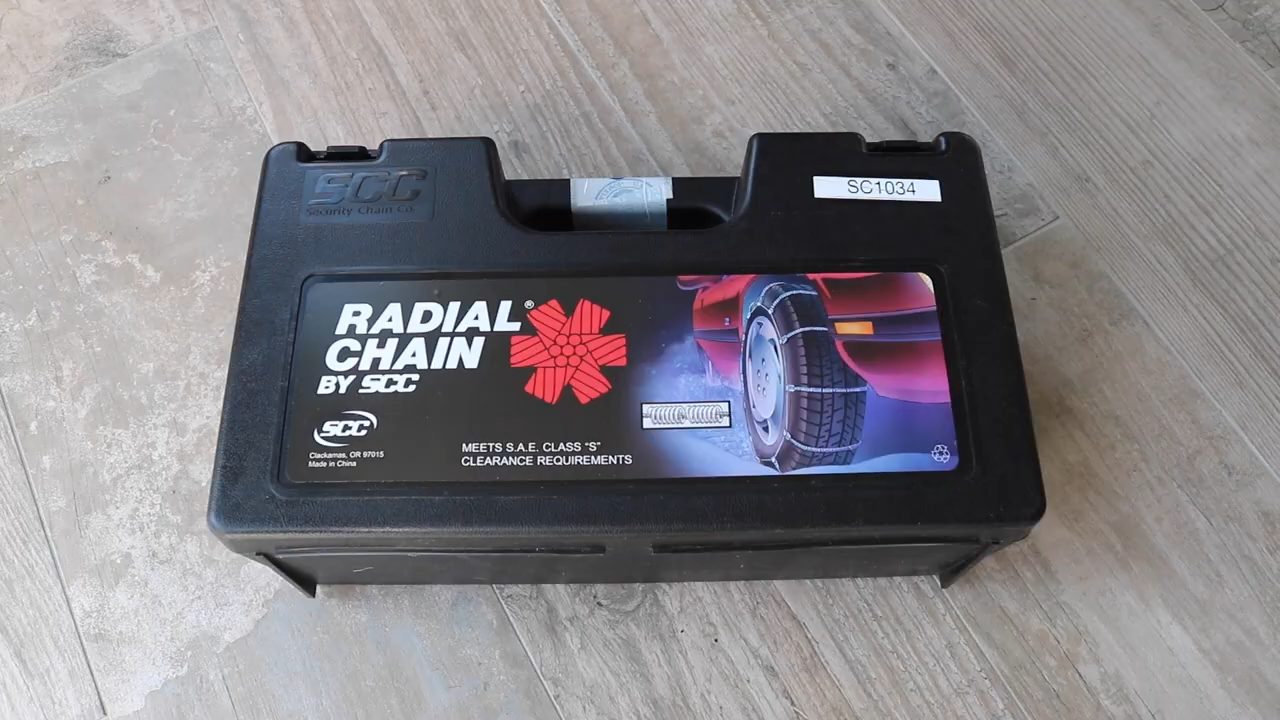 SCC
Security Chain Co.
SC1034
RADIAL®
CHAIN
BY SCC
SCC
Clackamas, OR 97015
Made in China
MEETS S.A.E. CLASS “S”
CLEARANCE REQUIREMENTS